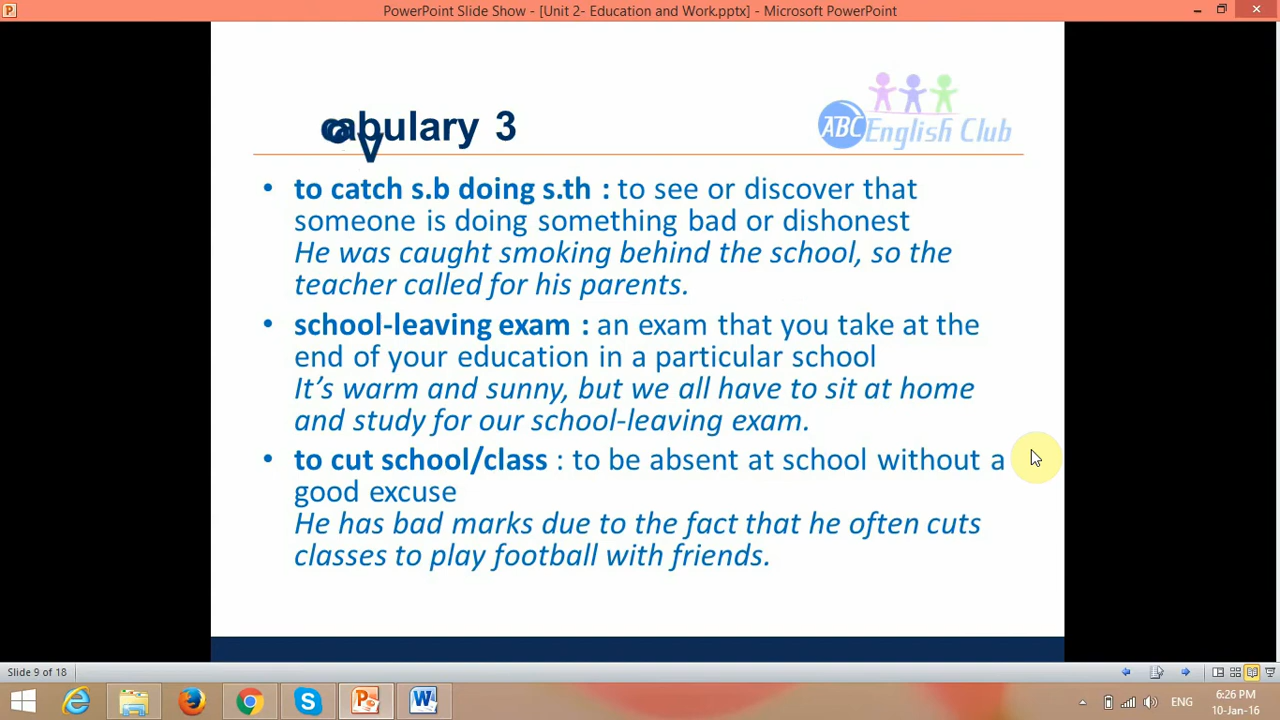 PowerPoint Slide Show - [Unit 2- Education and Work.pptx] - Microsoft PowerPoint
Vocabulary 3
ABC English Club
• to catch s.b doing s.th : to see or discover that
someone is doing something bad or dishonest
He was caught smoking behind the school, so the
teacher called for his parents.
• school-leaving exam : an exam that you take at the
end of your education in a particular school
It’s warm and sunny, but we all have to sit at home
and study for our school-leaving exam.
• to cut school/class : to be absent at school without a
good excuse
He has bad marks due to the fact that he often cuts
classes to play football with friends.
Slide 9 of 18
ENG
6:26 PM
10-Jan-16